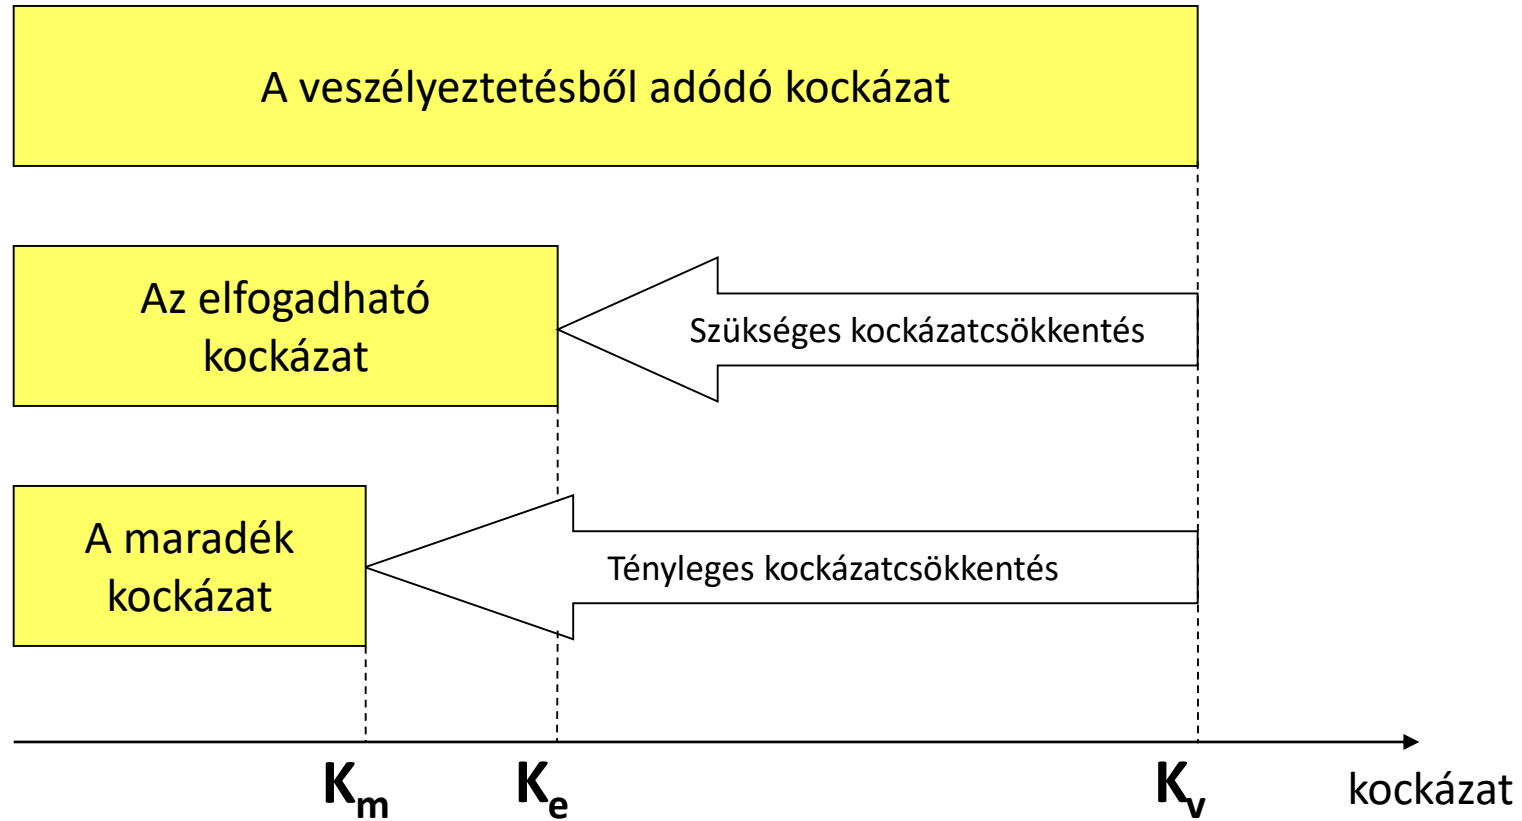 A veszélyeztetésből adódó kockázat
Az elfogadható
kockázat
Szükséges kockázatcsökkentés
A maradék
kockázat
Tényleges kockázatcsökkentés
Km
Ke
Kv
kockázat